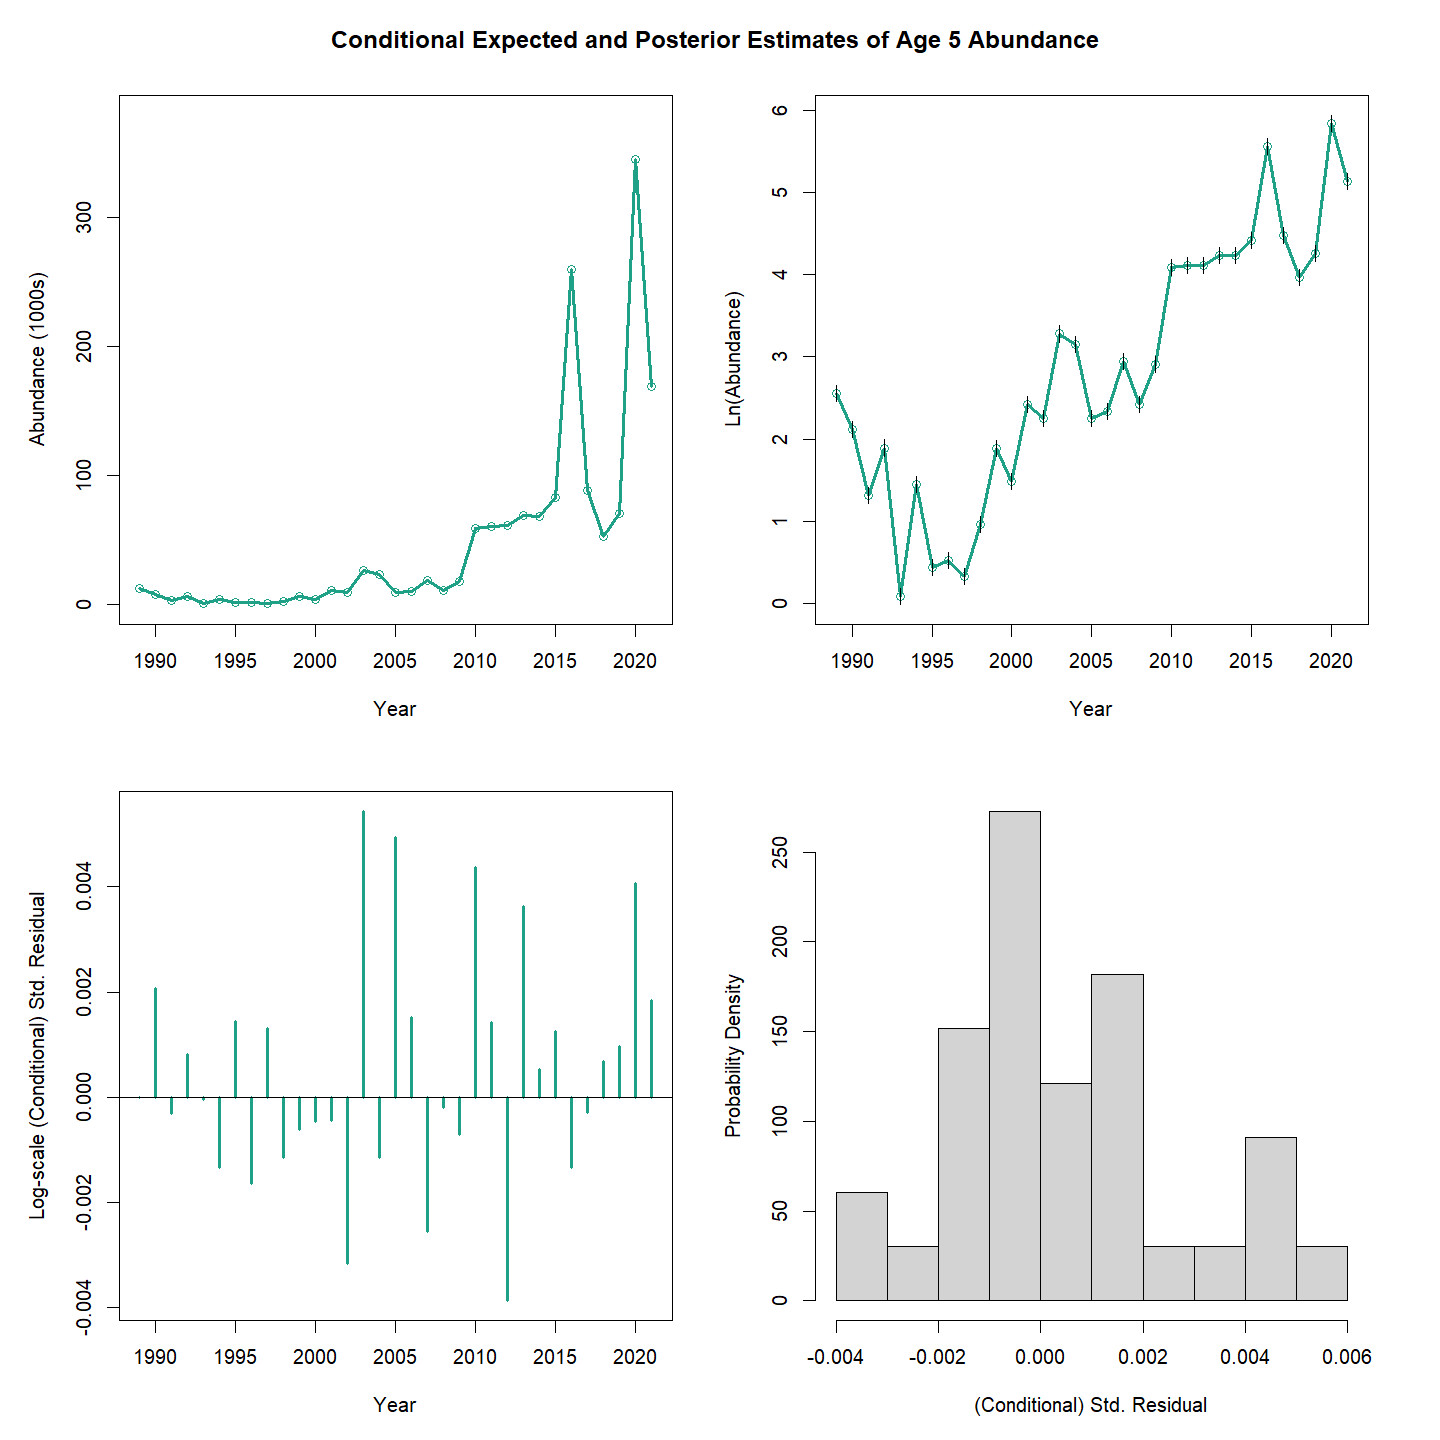 Conditional Expected and Posterior Estimates of Age 5 Abundance
Abundance (1000s)
300
200
100
0
1990 1995 2000 2005 2010 2015 2020
Year
Ln(Abundance)
6
5
4
3
2
1
0
1990 1995 2000 2005 2010 2015 2020
Year
Log-scale (Conditional) Std. Residual
0.004
0.002
0.000
-0.002
-0.004
1990 1995 2000 2005 2010 2015 2020
Year
Probability Density
250
200
150
100
50
0
-0.004 -0.002 0.000 0.002 0.004 0.006
(Conditional) Std. Residual